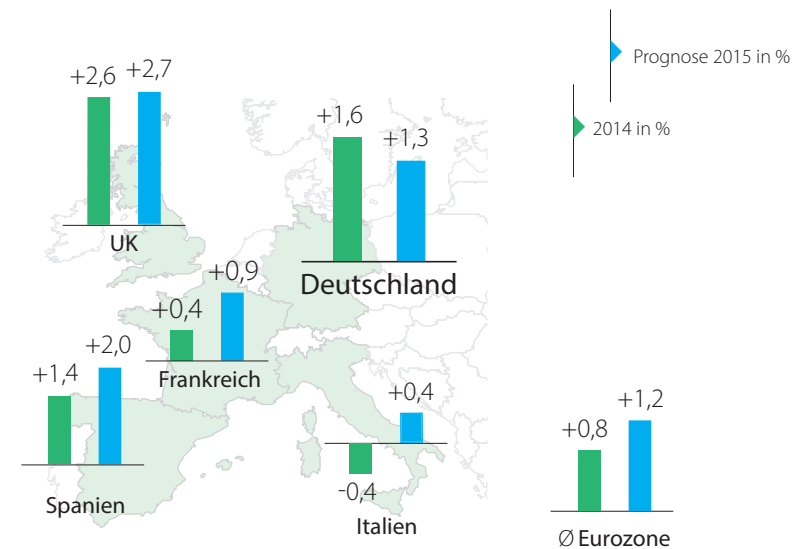 Prognose 2015 in %
2014 in %
+2,6
+2,7
UK
+1,6
+1,3
Deutschland
+0,4
+0,9
Frankreich
+1,4
+2,0
Spanien
-0,4
+0,4
Italien
+0,8
+1,2
Ø Eurozone